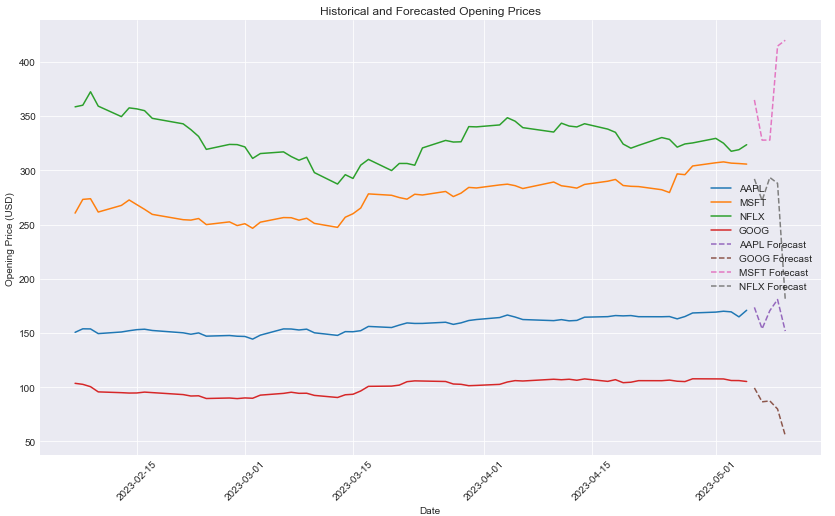 Historical and Forecasted Opening Prices
Opening Price (USD)
400
350
300
250
200
150
100
50
AAPL
MSFT
NFLX
GOOG
AAPL Forecast
GOOG Forecast
MSFT Forecast
NFLX Forecast
2023-02-15
2023-03-01
2023-03-15
2023-04-01
2023-04-15
2023-05-01
Date